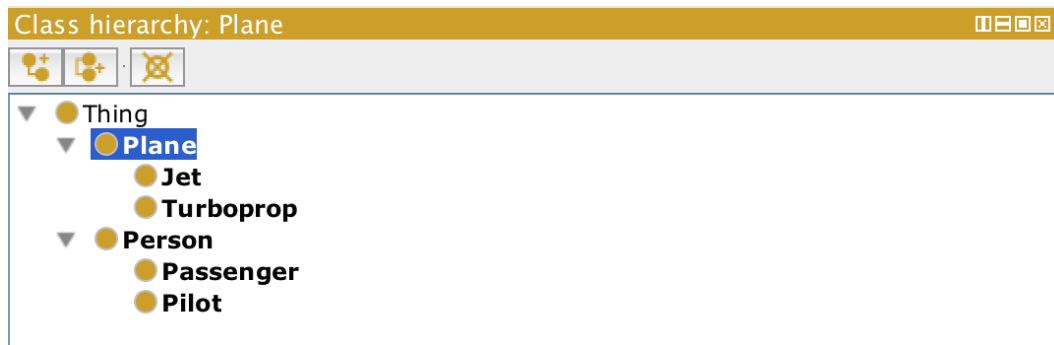 Class hierarchy: Plane
Thing
Plane
Jet
Turboprop
Person
Passenger
Pilot